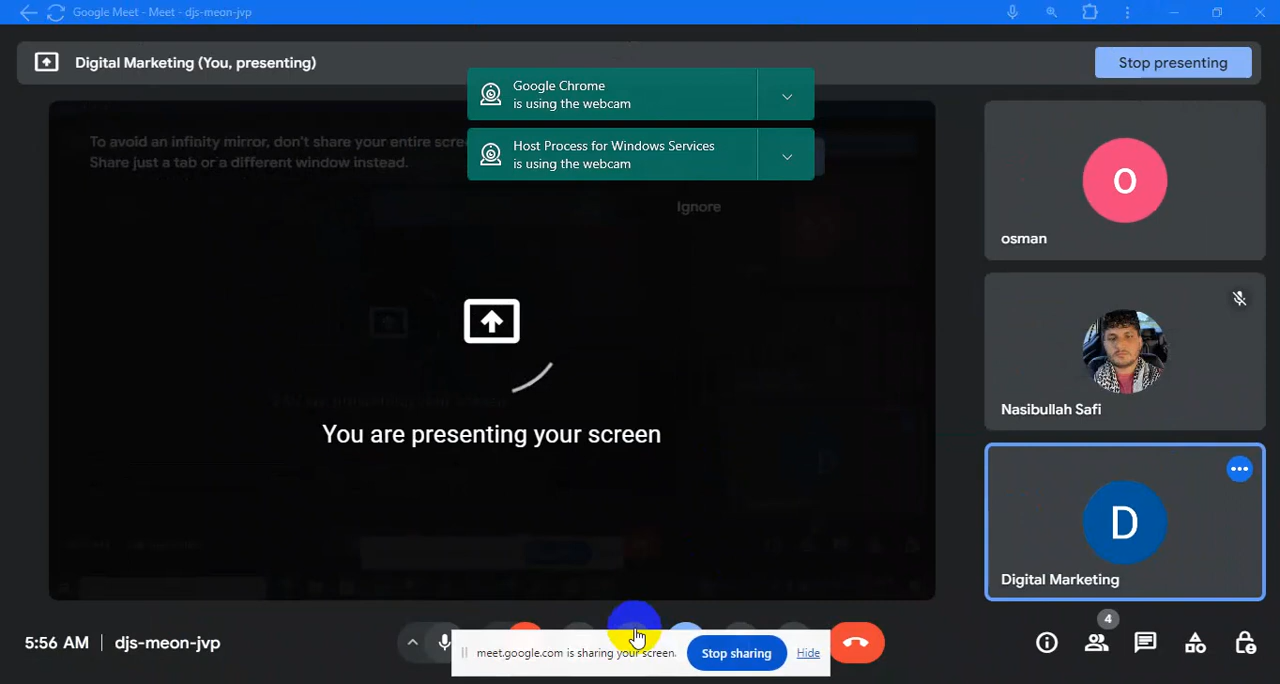 Google Meet - Meet - djs-meon-jvp
Digital Marketing (You, presenting)
Stop presenting
Google Chrome
is using the webcam
Host Process for Windows Services
is using the webcam
To avoid an infinity mirror, don't share your entire scre
Share just a tab or a different window instead.
Ignore
You are presenting your screen
O
osman
Nasibullah Safi
D
Digital Marketing
5:56 AM
djs-meon-jvp
meet.google.com is sharing your screen.
Stop sharing
Hide
4